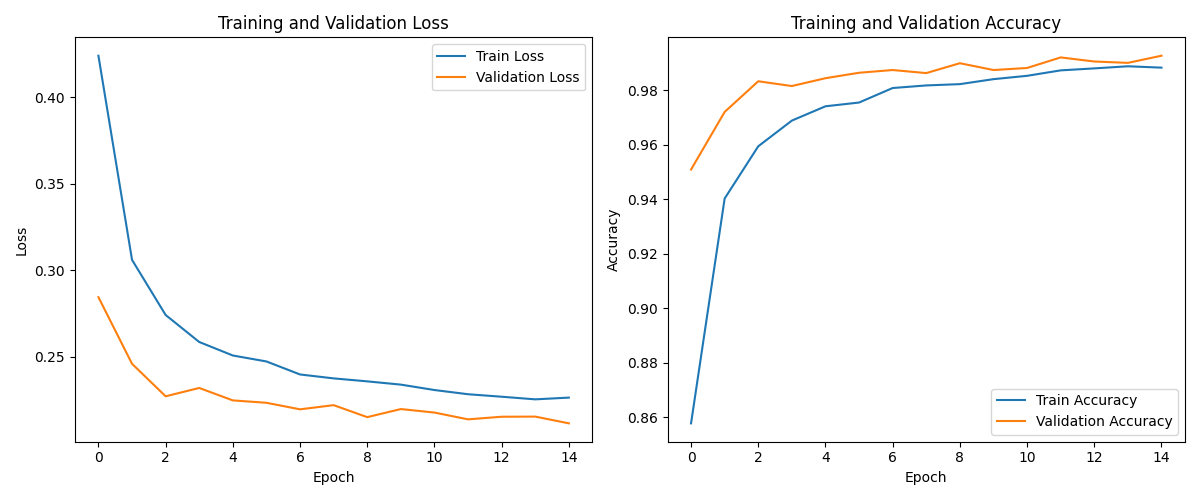 Training and Validation Loss
Train Loss
Validation Loss
0.40
0.35
0.30
0.25
Loss
0 2 4 6 8 10 12 14
Epoch
Training and Validation Accuracy
0.98
0.96
0.94
0.92
0.90
0.88
0.86
Accuracy
Train Accuracy
Validation Accuracy
0 2 4 6 8 10 12 14
Epoch